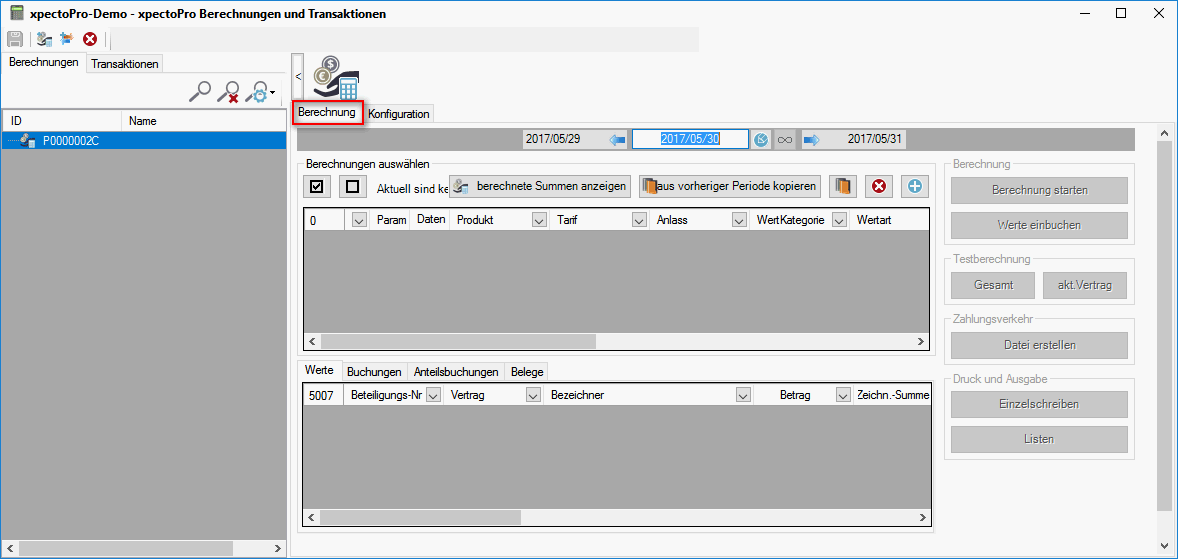 xpectoPro-Demo - xpectoPro Berechnungen und Transaktionen
Berechnungen Transaktionen
ID Name
P0000002C
<
Berechnung Konfiguration
2017/05/29 2017/05/30 2017/05/31
Berechnungen auswählen
Aktuell sind ke berechnete Summen anzeigen aus vorheriger Periode kopieren
0 Param Daten Produkt Tarif Anlass WertKategorie Wertart
Werte Buchungen Anteilsbuchungen Belege
5007 Beteiligungs-Nr Vertrag Bezeichner Betrag Zeichn.-Summe
Berechnung
Berechnung starten
Werte einbuchen
Testberechnung
Gesamt akt.Vertrag
Zahlungsverkehr
Datei erstellen
Druck und Ausgabe
Einzelschreiben
Listen